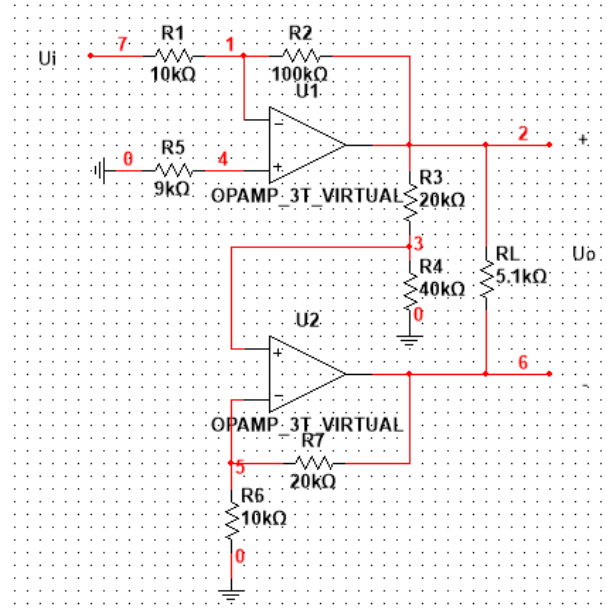 Ui
7
R1
10kΩ
1
R2
100kΩ
U1
−
+
0
R5
9kΩ
4
OPAMP_3T_VIRTUAL
2
+
R3
20kΩ
3
R4
40kΩ
0
RL
5.1kΩ
Uo
U2
+
−
OPAMP_3T_VIRTUAL
6
-
R7
20kΩ
5
R6
10kΩ
0